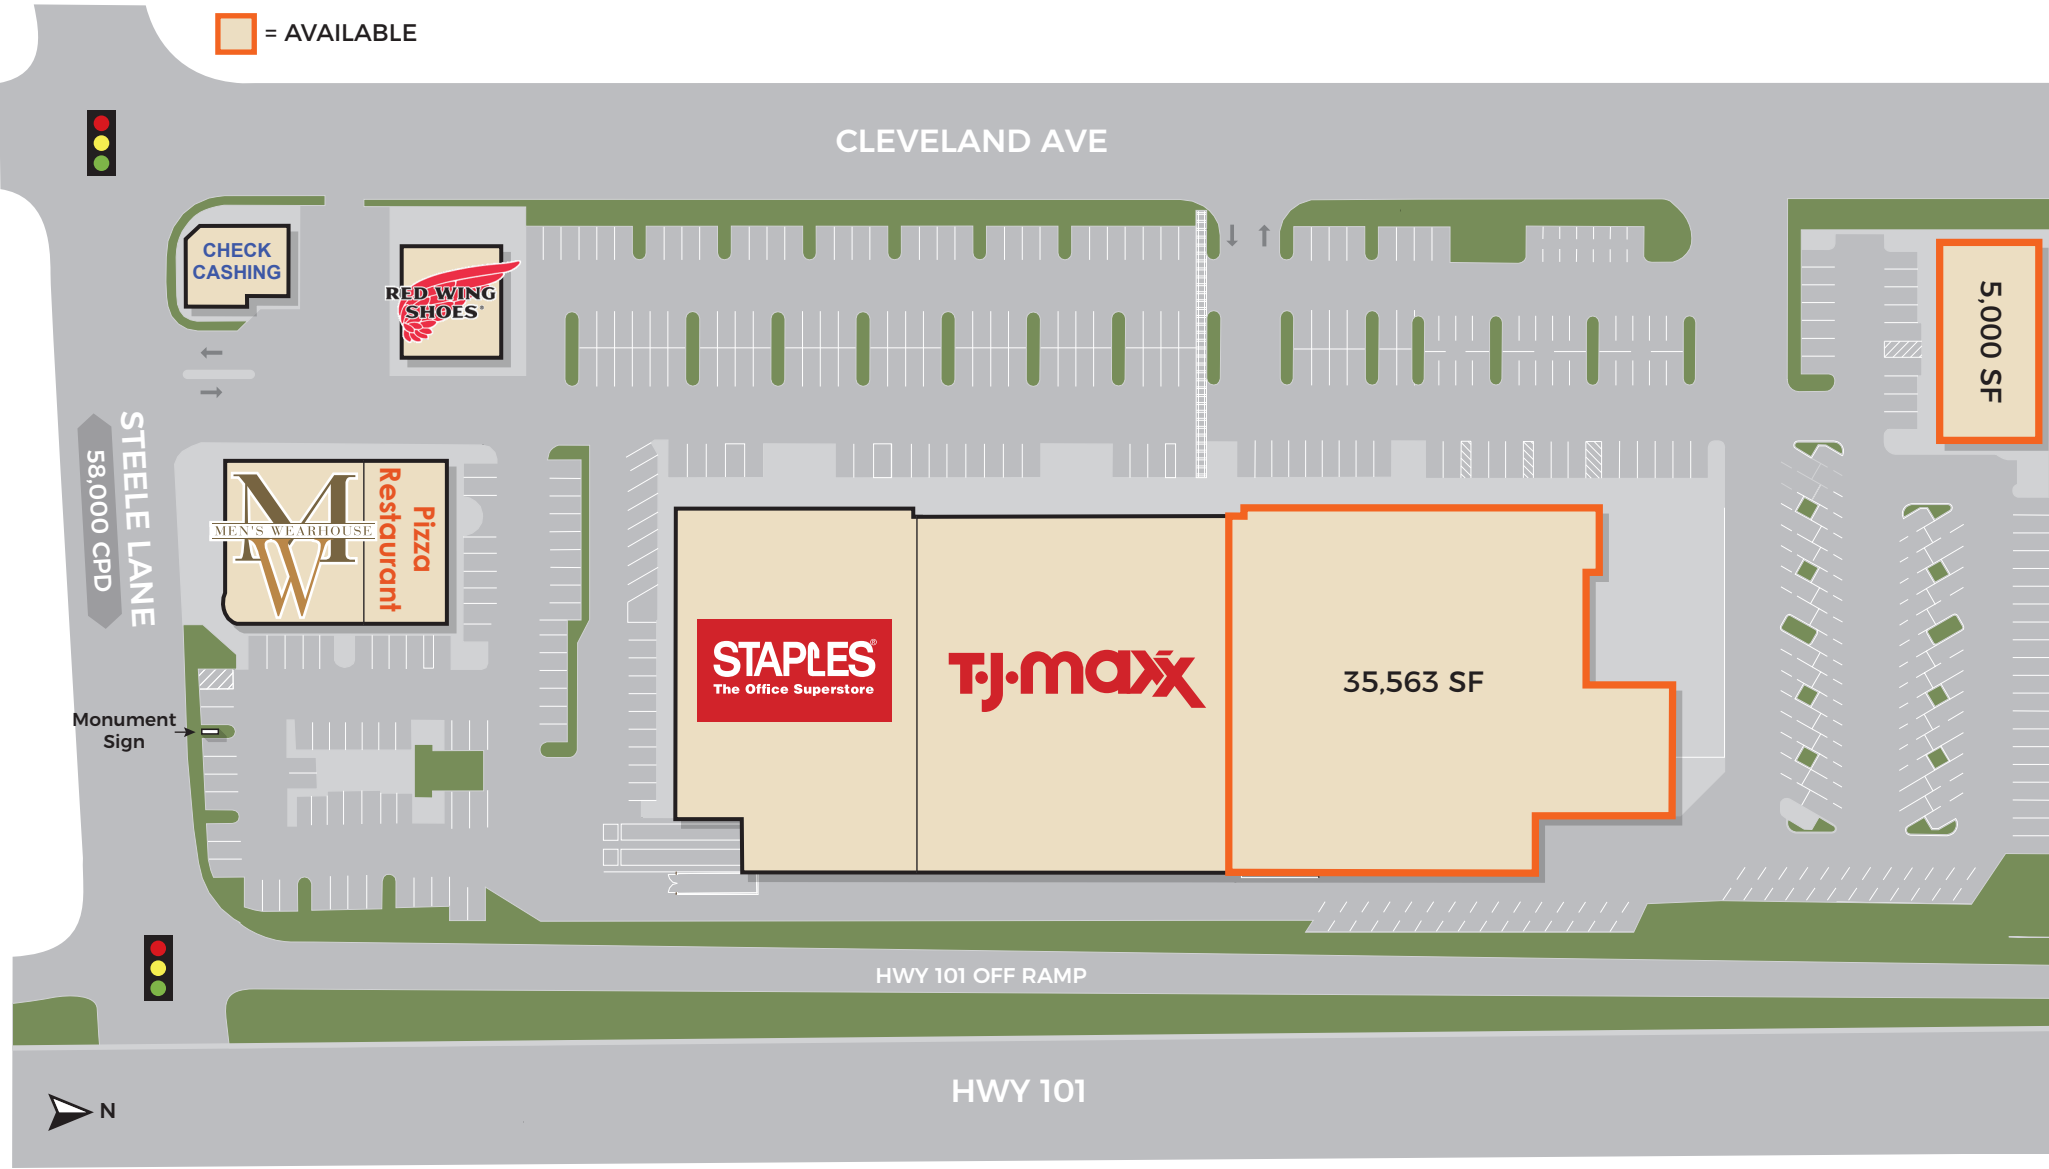 = AVAILABLE
CLEVELAND AVE
CHECK
CASHING
RED WING
SHOES®
5,000 SF
STEELE LANE
58,000 CPD
MW
MEN'S WEARHOUSE
Pizza
Restaurant
STAPLES®
The Office Superstore
T•J•maxx
35,563 SF
Monument
Sign
HWY 101 OFF RAMP
HWY 101
N